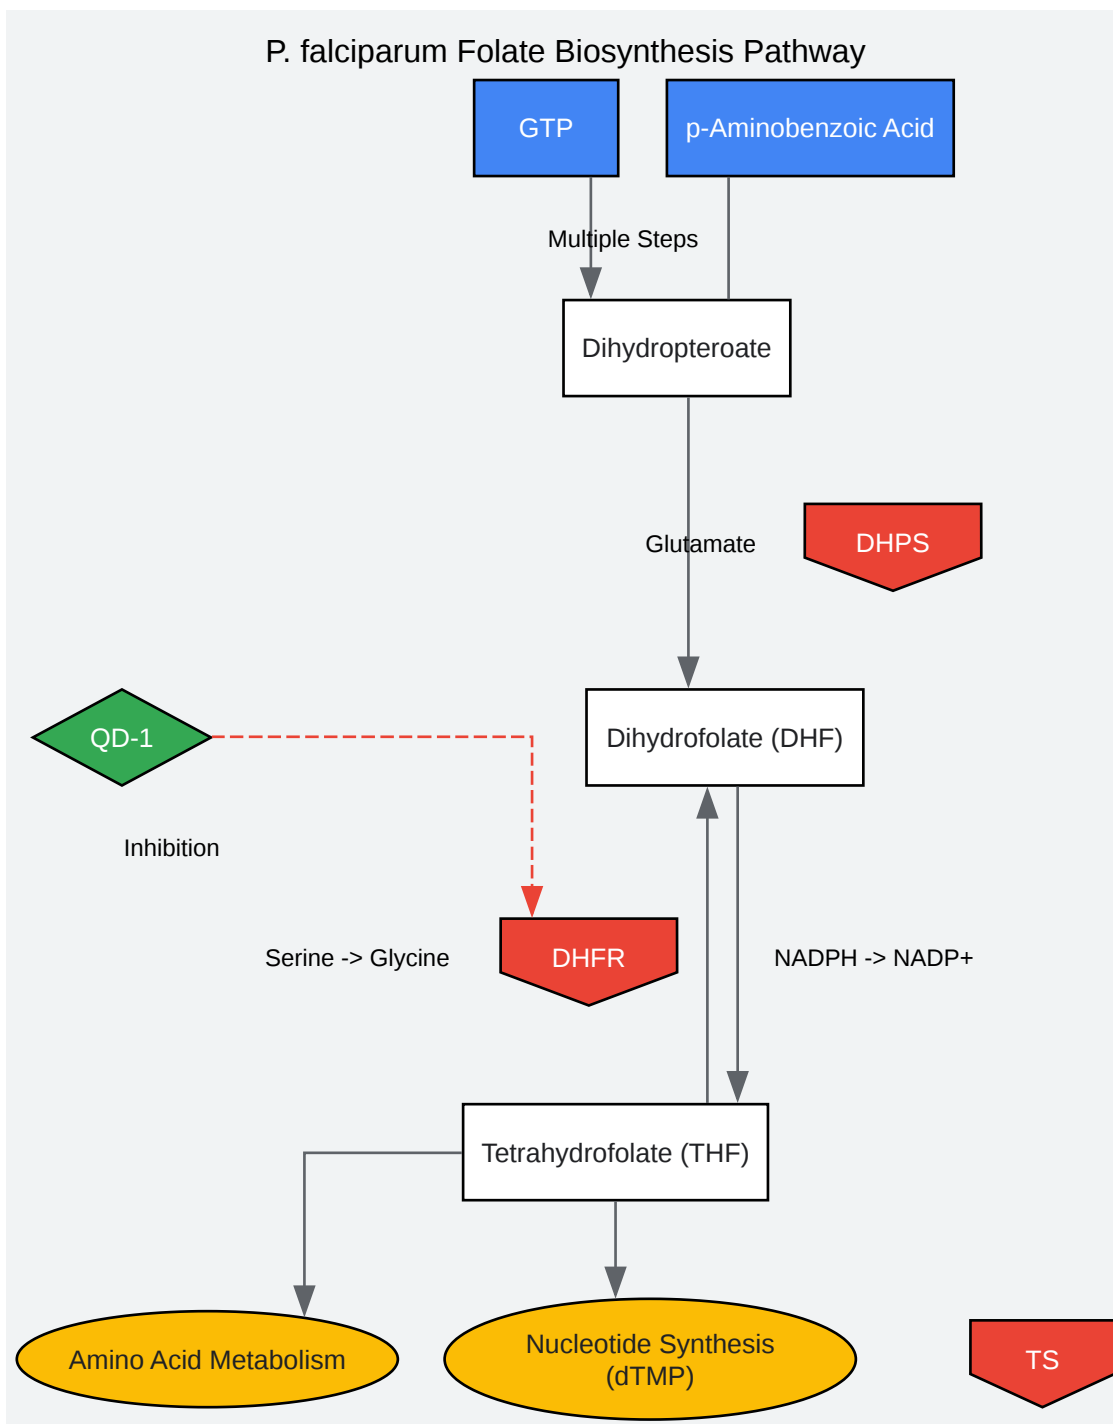 P. falciparum Folate Biosynthesis Pathway
GTP
p-Aminobenzoic Acid
Multiple Steps
Dihydropteroate
Glutamate
DHPS
QD-1
Dihydrofolate (DHF)
Inhibition
Serine -> Glycine
DHFR
NADPH -> NADP+
Tetrahydrofolate (THF)
Amino Acid Metabolism
Nucleotide Synthesis
(dTMP)
TS